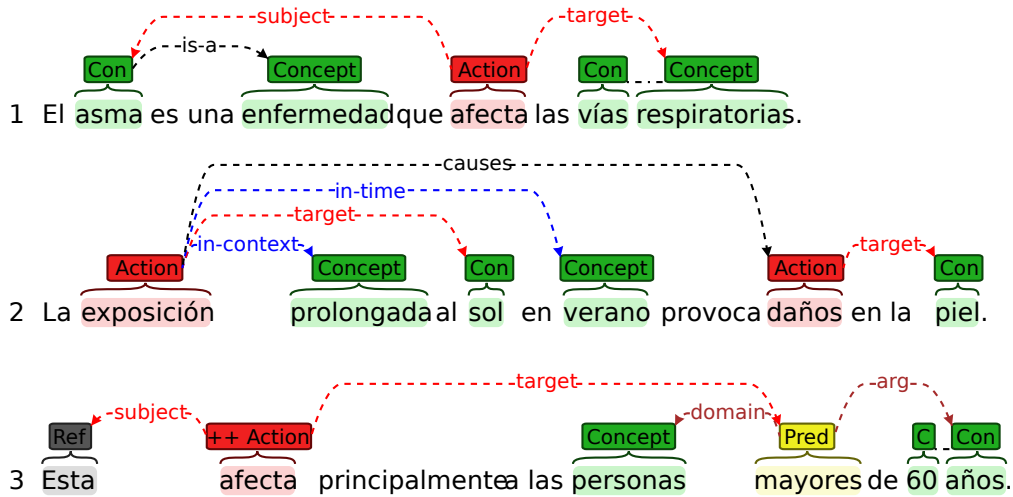 subject target
is-a
Con Concept Action Con Concept
1 El asma es una enfermedad que afecta las vías respiratorias.
causes
in-time
target
in-context target
Action Concept Con Concept Action Con
2 La exposición prolongada al sol en verano provoca daños en la piel.
target arg
subject domain
Ref ++ Action Concept Pred C Con
3 Esta afecta principalmente a las personas mayores de 60 años.